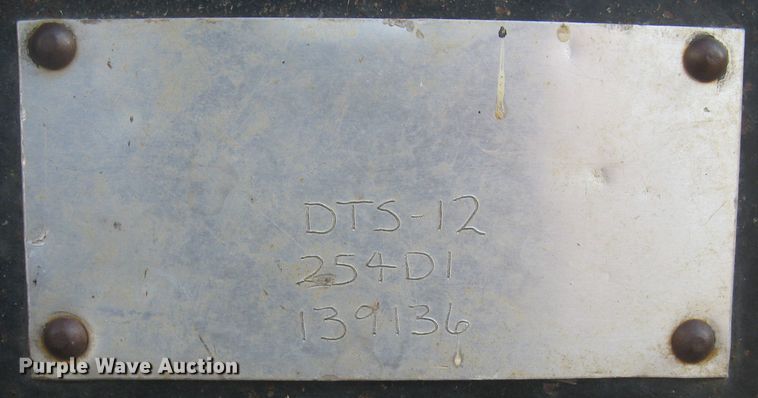 DTS-12
254D1
139136
Purple Wave Auction